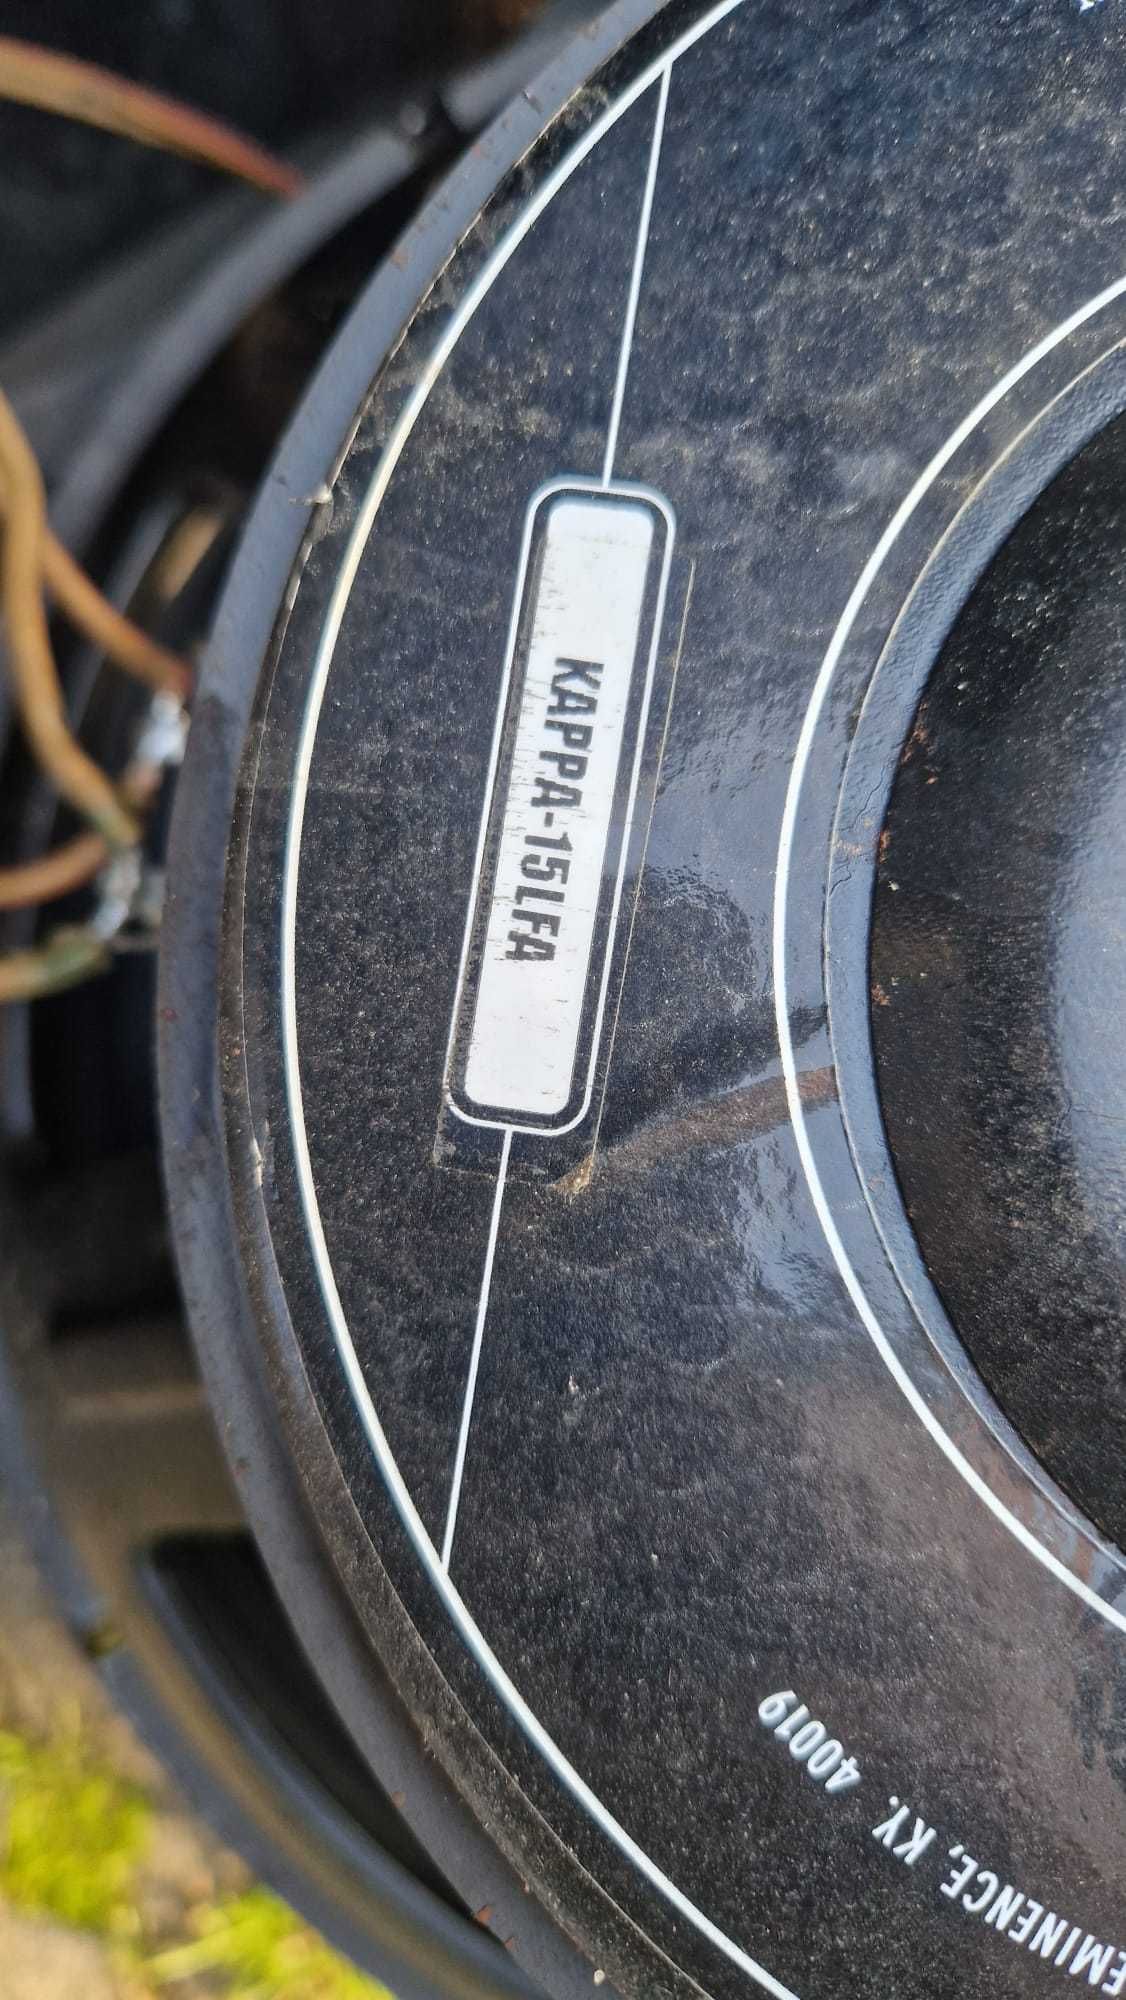 KAPPA-15LFA
EMINENCE, KY. 40019